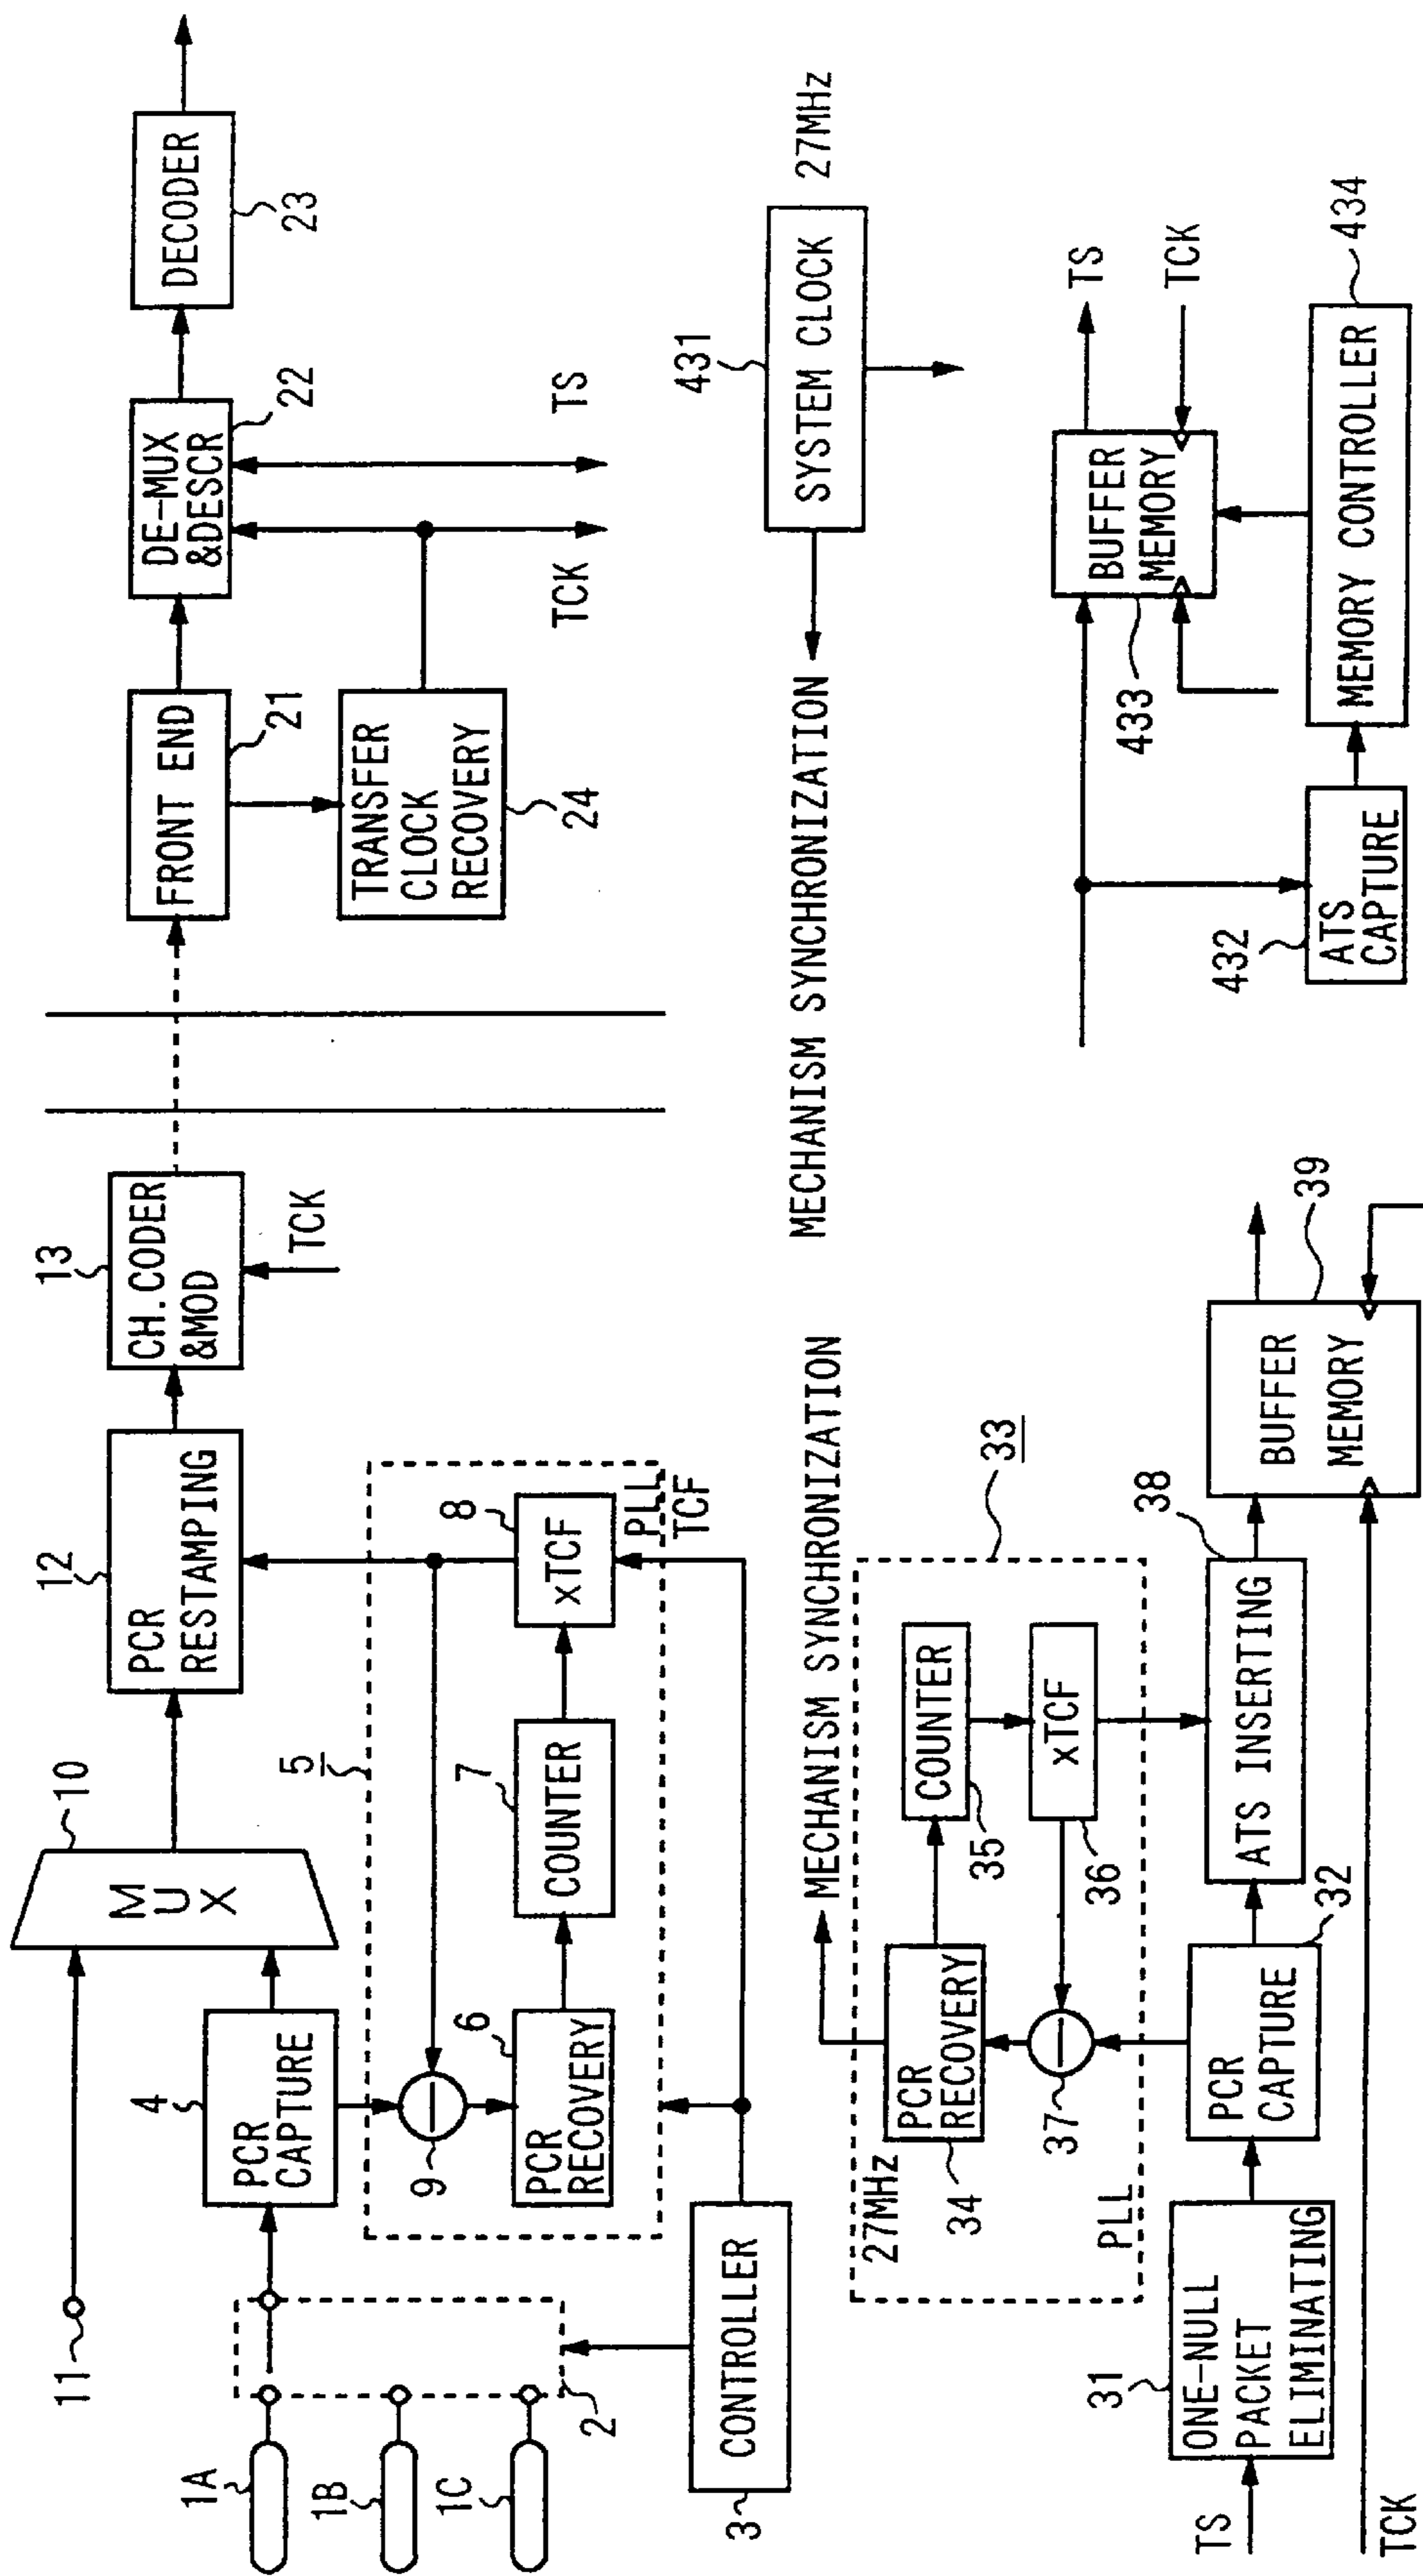 1A
1B
1C
2
CONTROLLER
3
11
4
PCR
CAPTURE
5
9
6
PCR
RECOVERY
7
COUNTER
8
xTCF
PLL
TCF
10
MUX
12
PCR
RESTAMPING
13
CH.CODER
&MOD
TCK
FRONT END
21
TRANSFER
CLOCK
RECOVERY
24
DE-MUX
&DESCR
22
TCK
TS
DECODER
23
MECHANISM SYNCHRONIZATION
27MHz
PCR
RECOVERY
34
COUNTER
35
xTCF
36
37
PLL
33
TS
31
ONE-NULL
PACKET
ELIMINATING
PCR
CAPTURE
32
ATS INSERTING
38
BUFFER
MEMORY
39
TCK
MECHANISM SYNCHRONIZATION
431
SYSTEM CLOCK
27MHz
432
ATS
CAPTURE
433
BUFFER
MEMORY
TS
TCK
MEMORY CONTROLLER
434